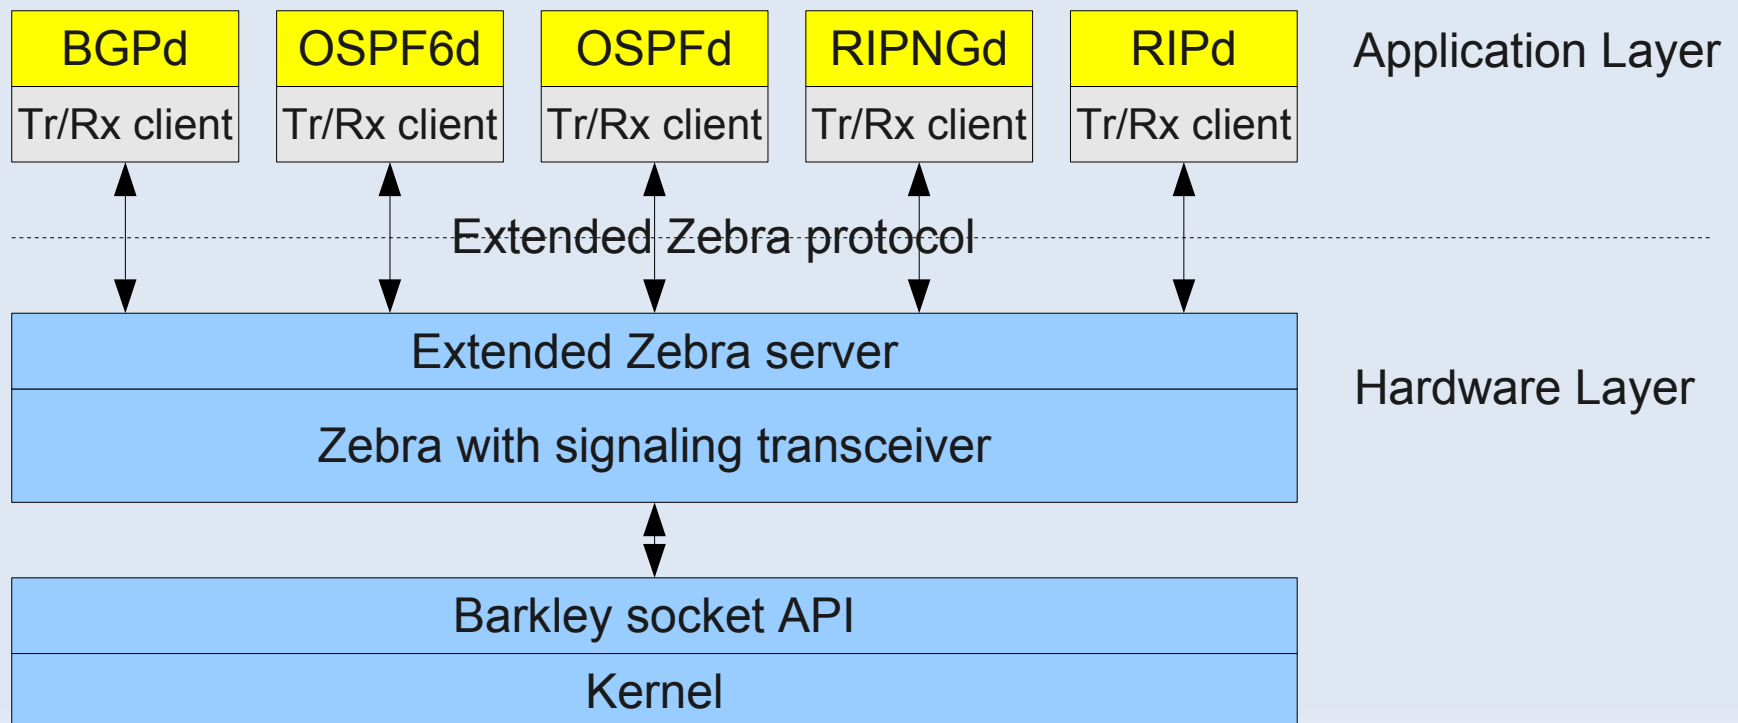 BGPd OSPF6d OSPFd RIPNGd RIPd Application Layer
Tr/Rx client Tr/Rx client Tr/Rx client Tr/Rx client Tr/Rx client
Extended Zebra protocol
Extended Zebra server
Hardware Layer
Zebra with signaling transceiver
Barkley socket API
Kernel